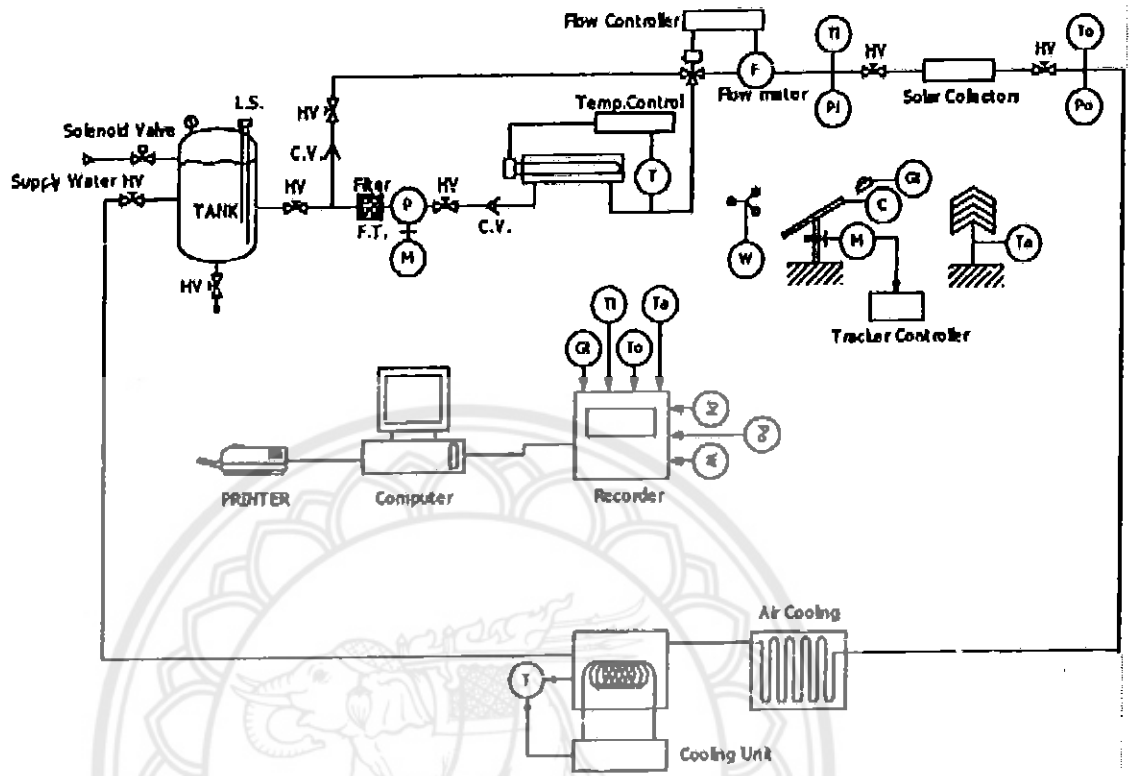 Flow Controller
TI
To
HV
HV
L.S.
F
Flow meter
Solar Collectors
HV
Temp.Control
PI
Po
Solenoid Valve
C.V.
T
GI
Supply Water HV
HV
Filter
P
HV
C
TANK
F.T.
C.V.
M
W
M
Ta
HV
Tracker Controller
TI
Ta
GI
To
PRINTER
Computer
Recorder
Air Cooling
T
Cooling Unit